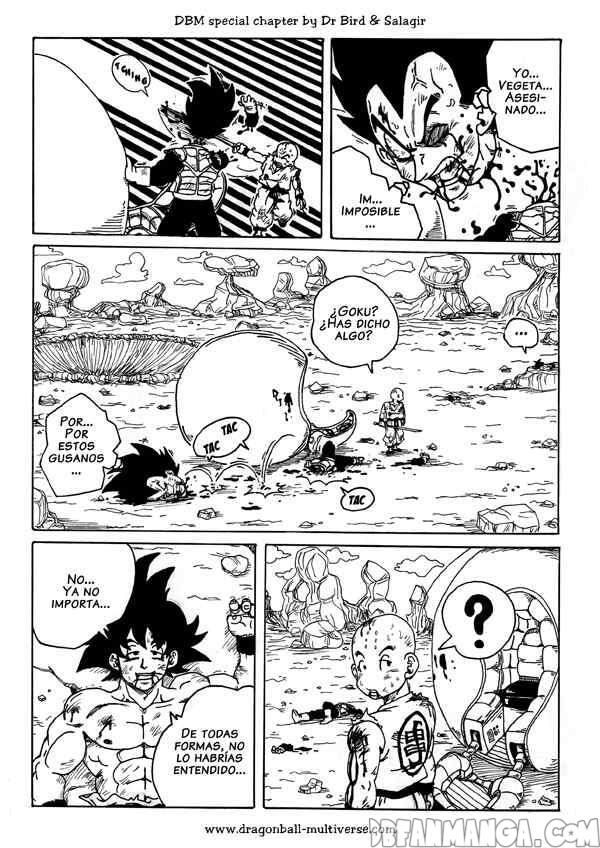 DBM special chapter by Dr Bird & Salagir
TCHING
Yo...
Vegeta...
Asesi-
nado...
Im...
Imposible
...
¿Goku?
¿Has dicho
algo?
...
Por...
Por
estos
gusanos
...
TAC
TAC
TAC
No...
Ya no
importa...
De todas
formas, no
lo habrías
entendido...
?
www.dragonball-multiverse.com
DBFANMANGA.COM